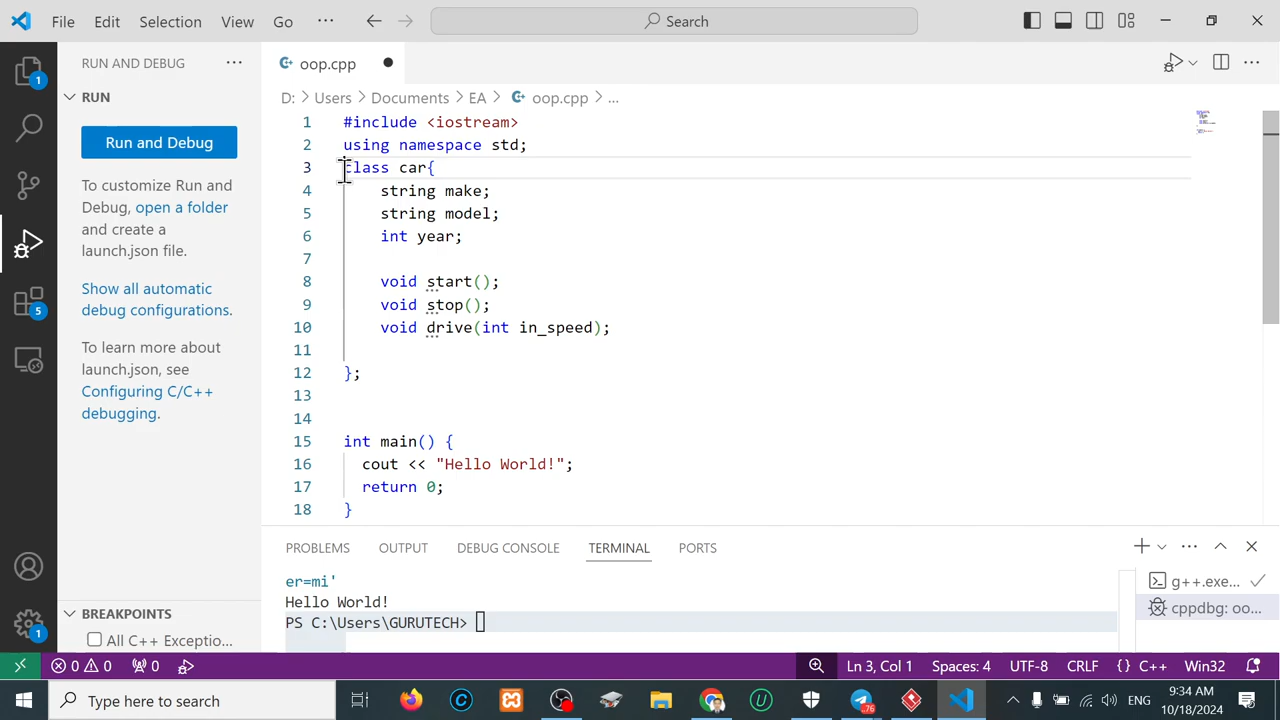 File Edit Selection View Go ··· Search
RUN AND DEBUG ···
RUN
Run and Debug
To customize Run and
Debug, open a folder
and create a
launch.json file.
Show all automatic
debug configurations.
To learn more about
launch.json, see
Configuring C/C++
debugging.
BREAKPOINTS
All C++ Exceptio...
1
5
1
oop.cpp
D: > Users > Documents > EA > oop.cpp > ...
1 #include <iostream>
2 using namespace std;
3 class car{
4 string make;
5 string model;
6 int year;
7
8 void start();
9 void stop();
10 void drive(int in_speed);
11
12 };
13
14
15 int main() {
16 cout << "Hello World!";
17 return 0;
18 }
PROBLEMS OUTPUT DEBUG CONSOLE TERMINAL PORTS
er=mi'
Hello World!
PS C:\Users\GURUTECH>
g++.exe...
cppdbg: oo...
0 0 0 Ln 3, Col 1 Spaces: 4 UTF-8 CRLF {} C++ Win32
Type here to search
76
ENG
9:34 AM
10/18/2024